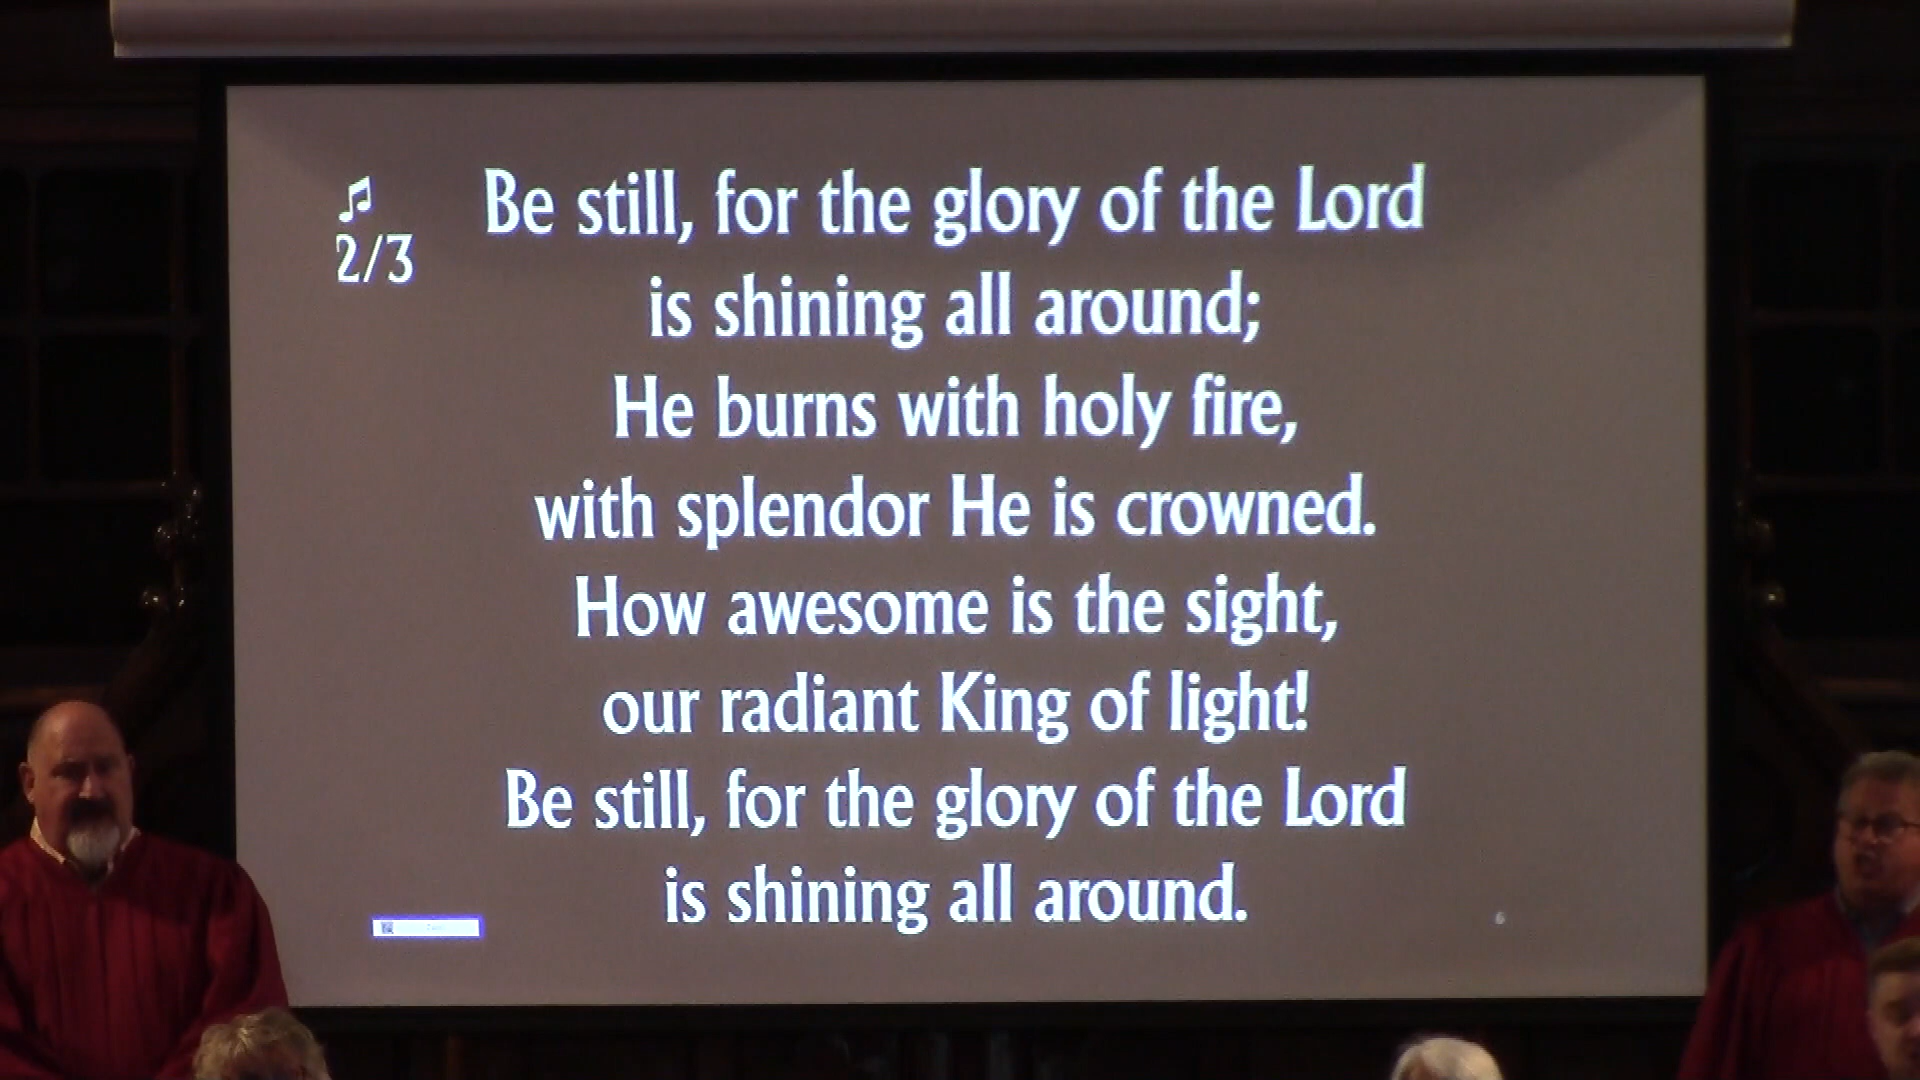 ♫
2/3
Be still, for the glory of the Lord
is shining all around;
He burns with holy fire,
with splendor He is crowned.
How awesome is the sight,
our radiant King of light!
Be still, for the glory of the Lord
is shining all around.
6